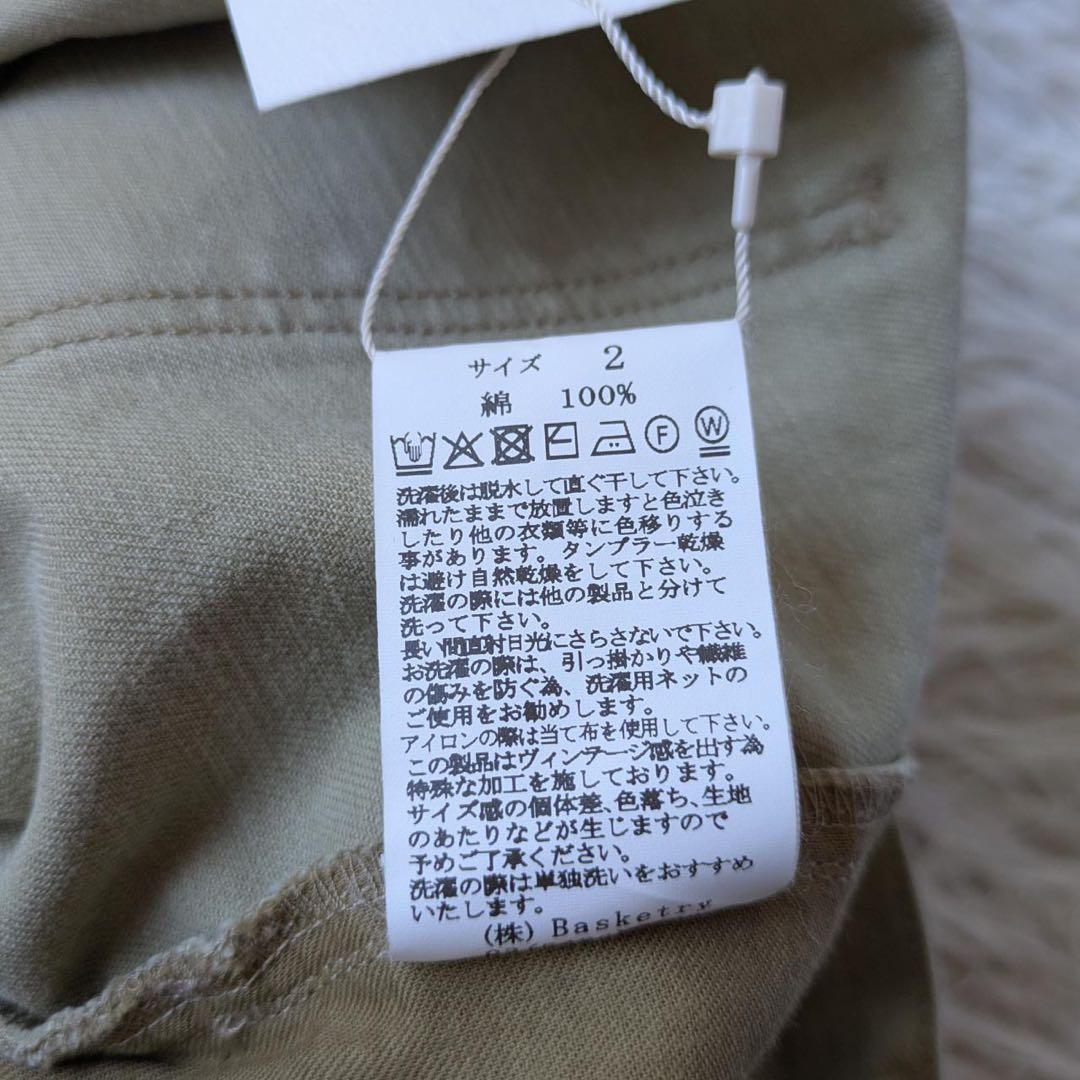 サイズ 2
綿 100%
F W
洗濯後は脱水して直ぐ干して下さい。
濡れたままで放置しますと色泣き
したり他の衣類等に色移りする
事があります。タンブラー乾燥
は避け自然乾燥をして下さい。
洗濯の際には他の製品と分けて
洗って下さい。
長い間直射日光にさらさないで下さい。
お洗濯の際は、引っ掛かりや繊維
の傷みを防ぐ為、洗濯用ネットの
ご使用をお勧めします。
アイロンの際は当て布を使用して下さい。
この製品はヴィンテージ感を出す為
特殊な加工を施しております。
サイズ感の個体差、色落ち、生地
のあたりなどが生じますので
予めご了承ください。
洗濯の際は単独洗いをおすすめ
いたします。
(株) Basketry